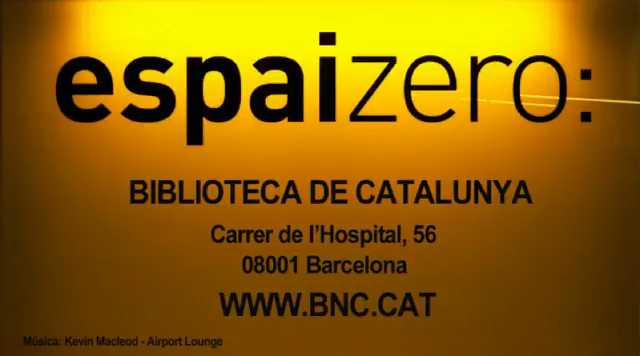 espaizero:
BIBLIOTECA DE CATALUNYA
Carrer de l'Hospital, 56
08001 Barcelona
WWW.BNC.CAT
Música: Kevin Macleod - Airport Lounge